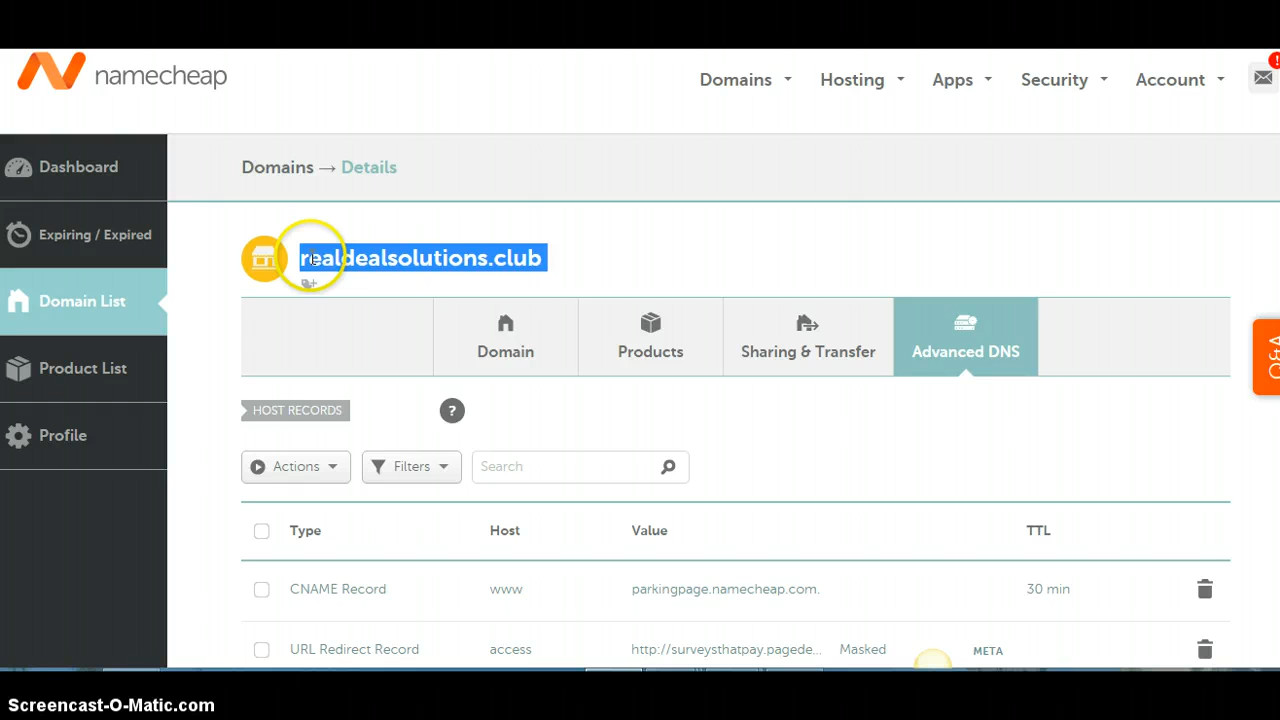 namecheap
Domains Hosting Apps Security Account
!
Dashboard
Expiring / Expired
Domain List
Product List
Profile
Domains → Details
realdealsolutions.club
Domain
Products
Sharing & Transfer
Advanced DNS
Q&A
HOST RECORDS ?
Actions Filters Search
Type Host Value TTL
CNAME Record www parkingpage.namecheap.com. 30 min
URL Redirect Record access http://surveysthatpay.pagede... Masked META
Screencast-O-Matic.com